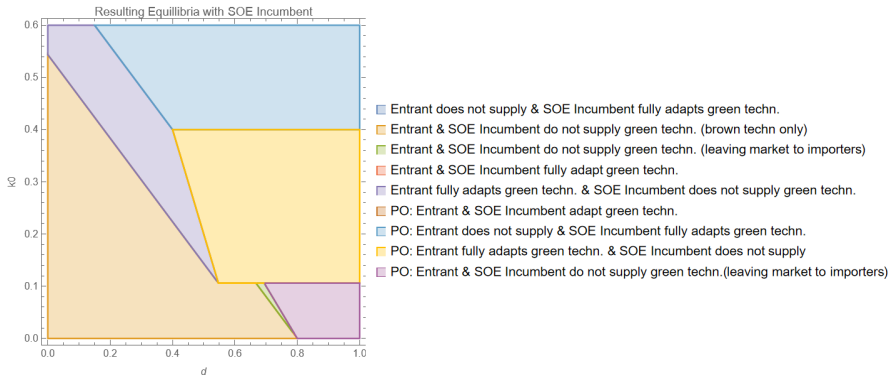 Resulting Equillibria with SOE Incumbent
0.6
0.5
0.4
0.3
0.2
0.1
0.0
k0
0.0 0.2 0.4 0.6 0.8 1.0
d
Entrant does not supply & SOE Incumbent fully adapts green techn.
Entrant & SOE Incumbent do not supply green techn. (brown techn only)
Entrant & SOE Incumbent do not supply green techn. (leaving market to importers)
Entrant & SOE Incumbent fully adapt green techn.
Entrant fully adapts green techn. & SOE Incumbent does not supply green techn.
PO: Entrant & SOE Incumbent adapt green techn.
PO: Entrant does not supply & SOE Incumbent fully adapts green techn.
PO: Entrant fully adapts green techn. & SOE Incumbent does not supply
PO: Entrant & SOE Incumbent do not supply green techn.(leaving market to importers)